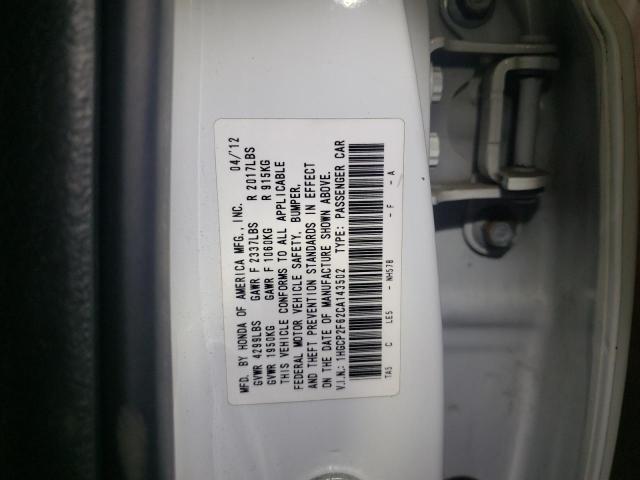 MFD. BY HONDA OF AMERICA MFG., INC. 04/'12
GVWR 4299LBS GAWR F 2337LBS R 2017LBS
GVWR 1950KG GAWR F 1060KG R 915KG
THIS VEHICLE CONFORMS TO ALL APPLICABLE
FEDERAL MOTOR VEHICLE SAFETY, BUMPER,
AND THEFT PREVENTION STANDARDS IN EFFECT
ON THE DATE OF MANUFACTURE SHOWN ABOVE.
V.I.N.: 1HGCP2F62CA143502 TYPE: PASSENGER CAR
TA5 C LE5 - NH578 - F - A